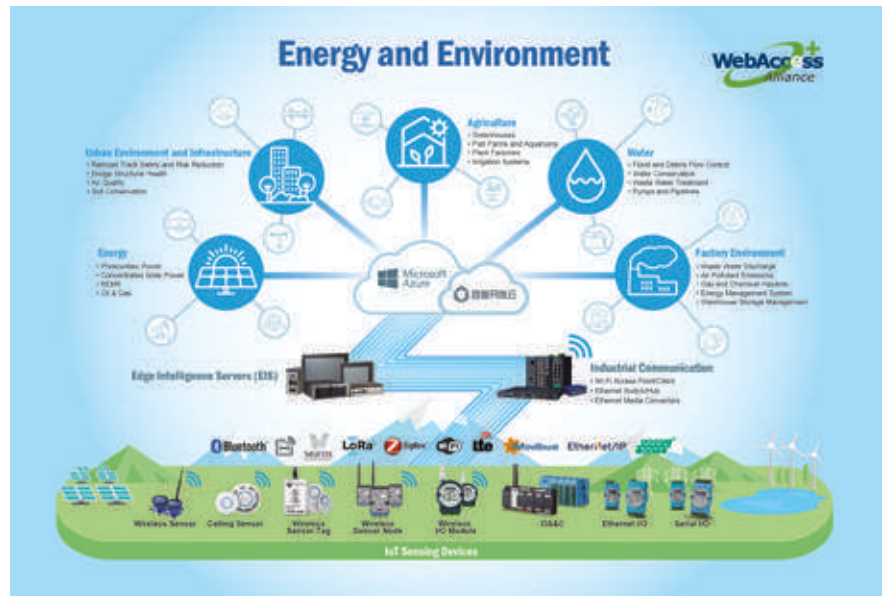 Energy and Environment
WebAccess+
Alliance
Agriculture
• Greenhouses
• Fish Farms and Aquariums
• Plant Factories
• Irrigation Systems
Urban Environment and Infrastructure
• Railroad Track Safety and Risk Reduction
• Bridge Structure Health
• Air Quality
• Soil Conservation
Water
• Flood and Debris Flow Control
• Water Conservation
• Waste Water Treatment
• Pumps and Pipelines
Energy
• Photovoltaic Power
• Concentrated Solar Power
• Oil & Gas
Microsoft
Azure
Factory Environment
• Waste Water Discharge
• Air Pollutant Emissions
• Gas and Chemical Hazards
• Energy Management System
• Warehouse Storage Management
Edge Intelligence Servers (EIS)
Industrial Communication
• Wi-Fi Access Point/Client
• Ethernet Switch/Hub
• Ethernet Media Converters
Bluetooth
LoRa
Zigbee
Wi Fi
lte
Modbus
EtherNet/IP
Wireless Sensor
Ceiling Sensor
Wireless
Sensor Tag
Wireless
Sensor Node
Wireless
I/O Module
Ethernet I/O
Serial I/O
IoT Sensing Devices